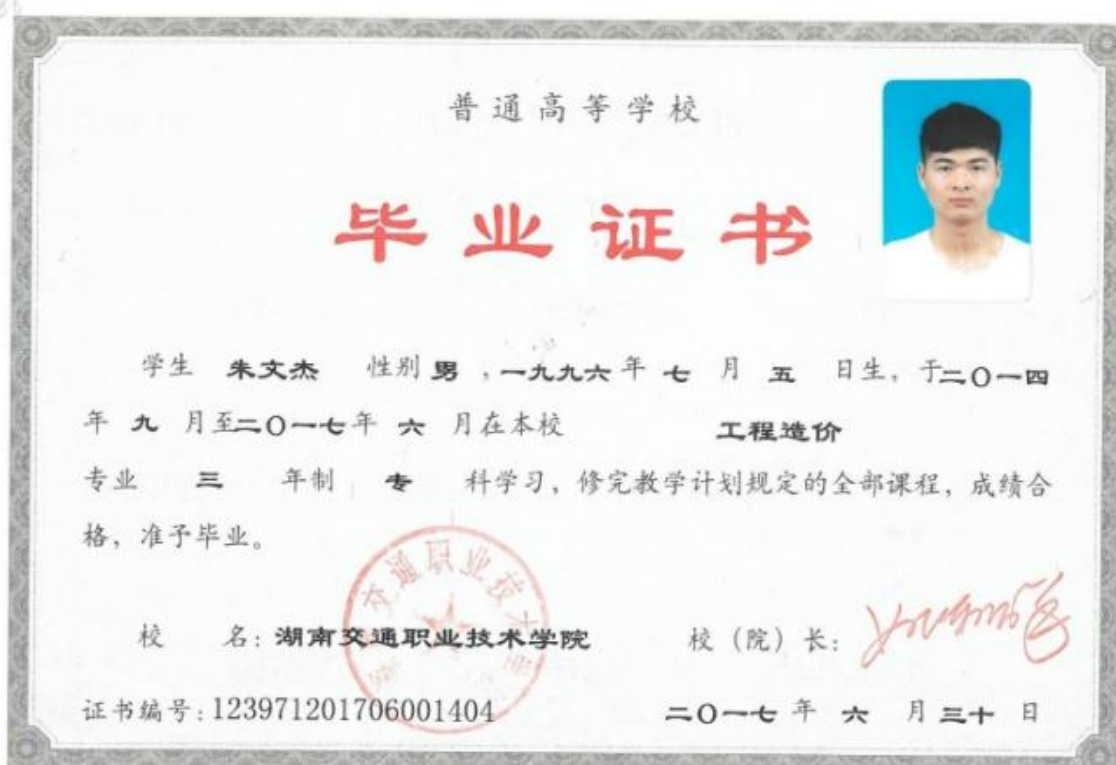 普通高等学校
毕业证书
学生 朱文杰 性别 男 ,一九九六年 七 月 五 日生, 于二〇一四
年 九 月至二〇一七年 六 月在本校 工程造价
专业 三 年制 专 科学习, 修完教学计划规定的全部课程, 成绩合
格, 准予毕业。
校 名: 湖南交通职业技术学院 校 (院) 长:
证书编号: 123971201706001404 二〇一七 年 六 月 三十 日